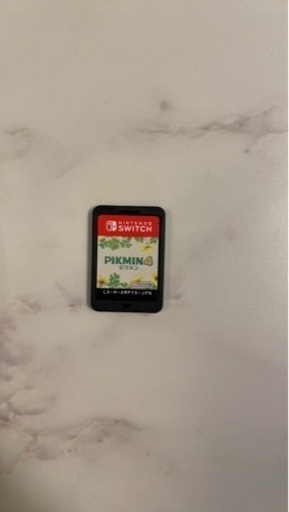 NINTENDO
SWITCH
PIKMIN4
ピクミン